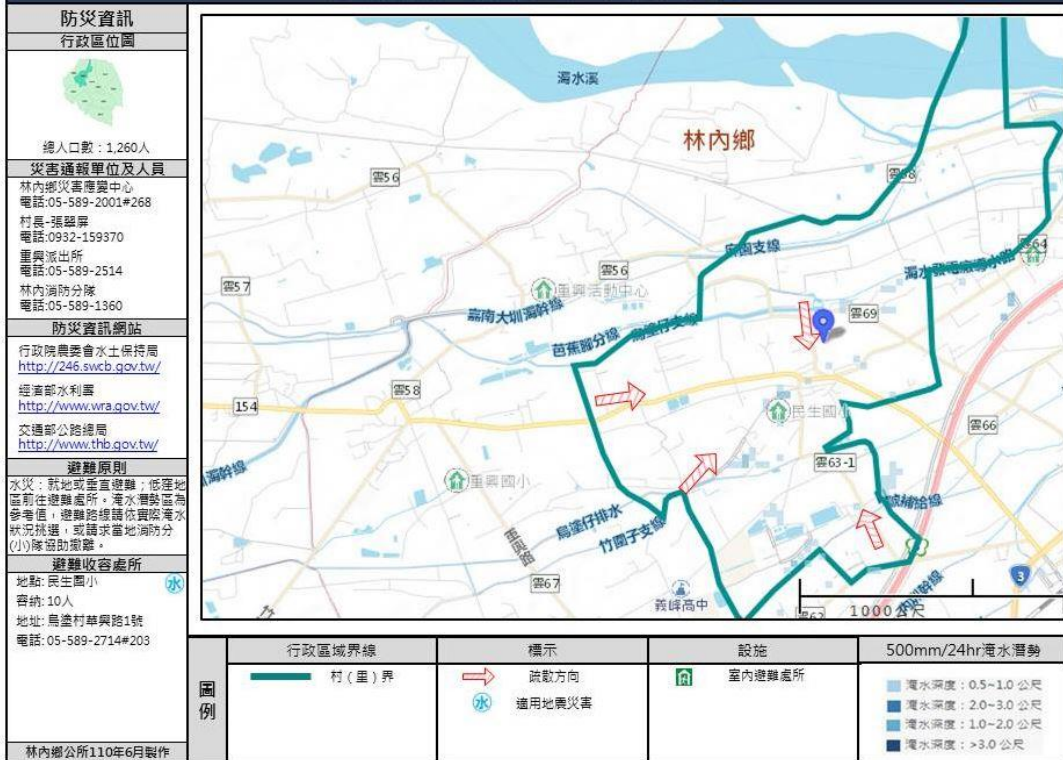 防災資訊
行政區位圖
總人口數：1,260人
災害通報單位及人員
林內鄉災害應變中心
電話:05-589-2001#268
村長-張翠屏
電話:0932-159370
重興派出所
電話:05-589-2514
林內消防分隊
電話:05-589-1360
防災資訊網站
行政院農委會水土保持局
http://246.swcb.gov.tw/
經濟部水利署
http://www.wra.gov.tw/
交通部公路總局
http://www.thb.gov.tw/
避難原則
水災：就地或垂直避難；低窪地
區前往避難處所。淹水潛勢區為
參考值，避難路線請依實際淹水
狀況挑選，或請求當地消防分
(小)隊協助撤離。
避難收容處所
地點: 民生國小
水
容納: 10人
地址: 烏塗村華興路1號
電話: 05-589-2714#203
林內鄉公所110年6月製作
濁水溪
林內鄉
雲56
雲58
雲64
雲57
雲56
重興活動中心
嘉南大圳濁幹線
芭蕉腳分線
烏塗仔支線
雲69
154
雲58
民生國小
雲66
雲63-1
濁幹線
重興國小
烏塗仔排水
竹圍子支線
雲67
義峰高中
竹
雲62
3
1000公尺
圖例
行政區域界線
村（里）界
標示
疏散方向
水
適用地震災害
設施
室內避難處所
500mm/24hr淹水潛勢
淹水深度：0.5~1.0 公尺
淹水深度：2.0~3.0 公尺
淹水深度：1.0~2.0 公尺
淹水深度：>3.0 公尺